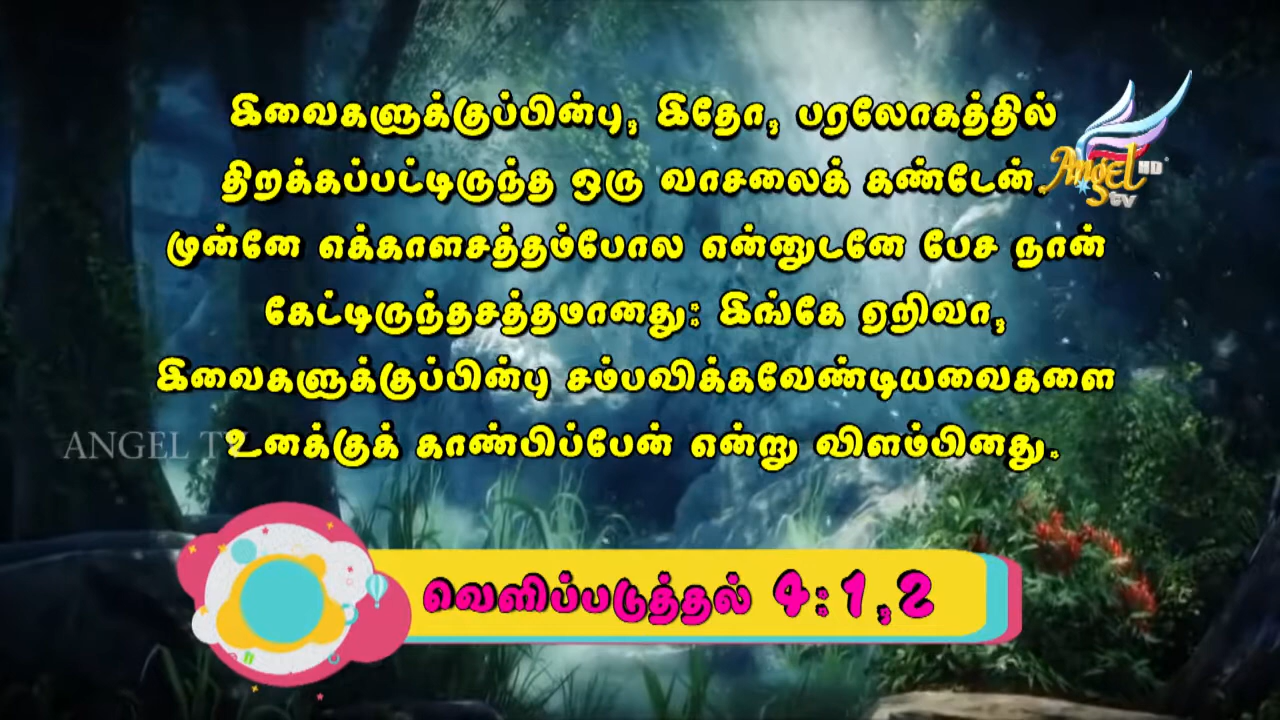 இவைகளுக்குப்பின்பு, இதோ, பரலோகத்தில்
திறக்கப்பட்டிருந்த ஒரு வாசலைக் கண்டேன்.
முன்னே எக்காளசத்தம்போல என்னுடனே பேச நான்
கேட்டிருந்தசத்தமானது: இங்கே ஏறிவா,
இவைகளுக்குப்பின்பு சம்பவிக்கவேண்டியவைகளை
உனக்குக் காண்பிப்பேன் என்று விளம்பினது.
வெளிப்படுத்தல் 4:1,2
Angel HD
tv
ANGEL TV